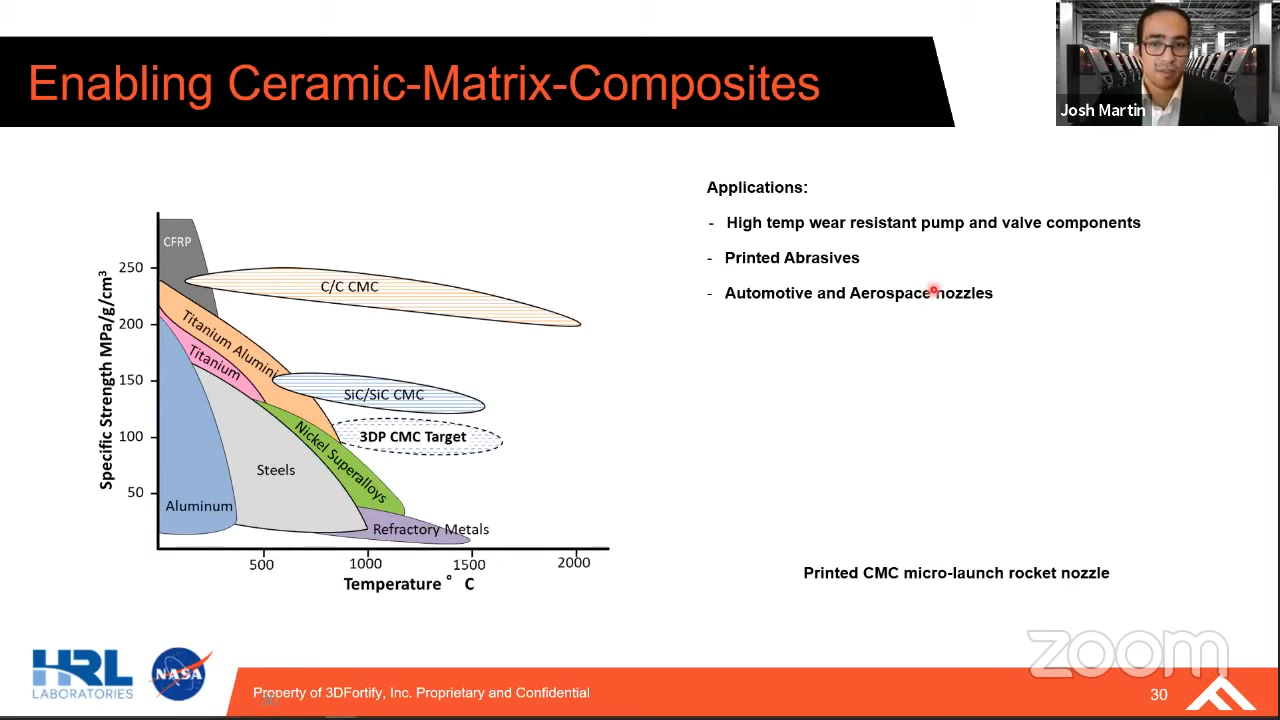 Enabling Ceramic-Matrix-Composites
Josh Martin
Applications:
- High temp wear resistant pump and valve components
- Printed Abrasives
- Automotive and Aerospace nozzles
Specific Strength MPa/g/cm³
250
200
150
100
50
CFRP
C/C CMC
Titanium Alumini
Titanium
SiC/SiC CMC
3DP CMC Target
Nickel Superalloys
Steels
Aluminum
Refractory Metals
500
1000
1500
2000
Temperature ° C
Printed CMC micro-launch rocket nozzle
zoom
HRL
LABORATORIES
NASA
Property of 3DFortify, Inc. Proprietary and Confidential
30
30